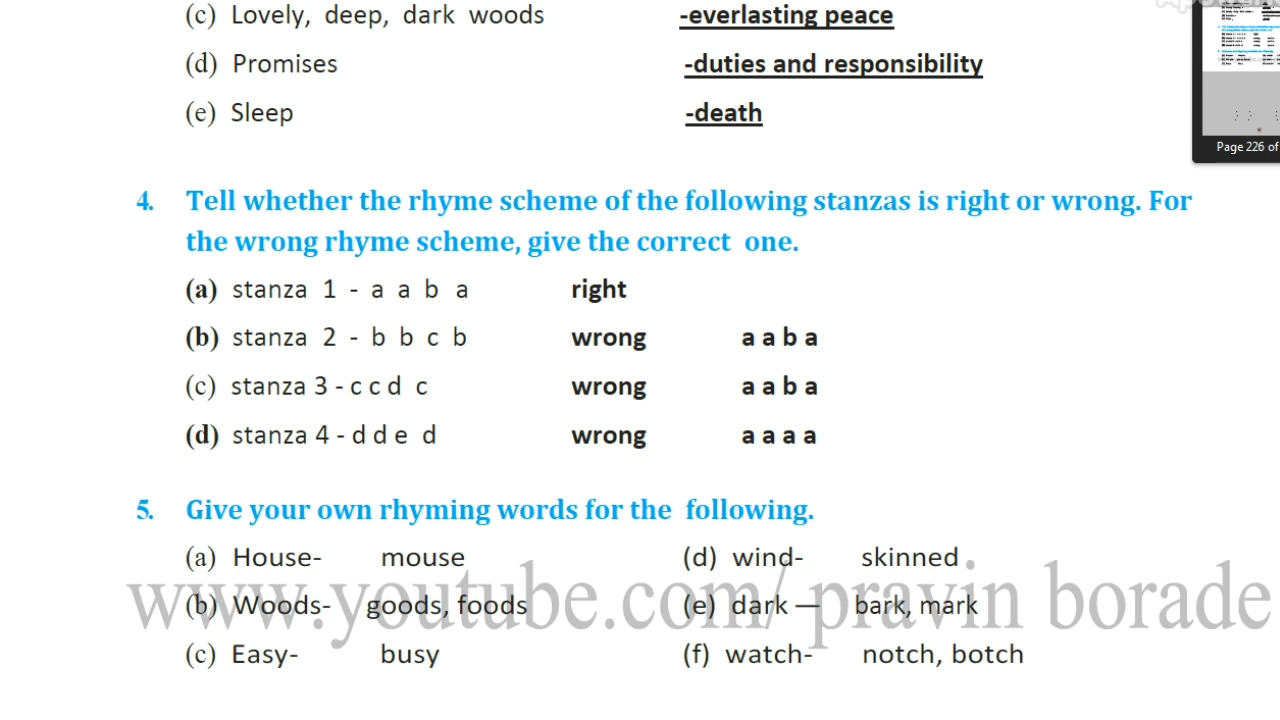 (c) Lovely, deep, dark woods -everlasting peace
(d) Promises -duties and responsibility
(e) Sleep -death
Page 226 of
4. Tell whether the rhyme scheme of the following stanzas is right or wrong. For
the wrong rhyme scheme, give the correct one.
(a) stanza 1 - a a b a right
(b) stanza 2 - b b c b wrong a a b a
(c) stanza 3 - c c d c wrong a a b a
(d) stanza 4 - d d e d wrong a a a a
5. Give your own rhyming words for the following.
(a) House- mouse (d) wind- skinned
www.youtube.com/ pravin borade
(b) Woods- goods, foods (e) dark — bark, mark
(c) Easy- busy (f) watch- notch, botch